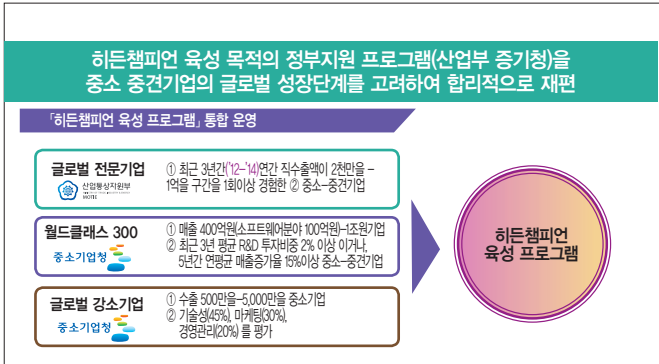 히든챔피언 육성 목적의 정부지원 프로그램(산업부 중기청)을
중소 중견기업의 글로벌 성장단계를 고려하여 합리적으로 재편
「히든챔피언 육성 프로그램」 통합 운영
글로벌 전문기업
산업통상자원부
MOTIE
① 최근 3년간('12-'14)연간 직수출액이 2천만을 –
1억을 구간을 1회이상 경험한 ② 중소–중견기업
월드클래스 300
중소기업청
① 매출 400억원(소프트웨어분야 100억원)–1조원기업
② 최근 3년 평균 R&D 투자비중 2% 이상 이거나,
5년간 연평균 매출증가율 15%이상 중소–중견기업
글로벌 강소기업
중소기업청
① 수출 500만을–5,000만을 중소기업
② 기술성(45%), 마케팅(30%),
경영관리(20%) 를 평가
히든챔피언
육성 프로그램